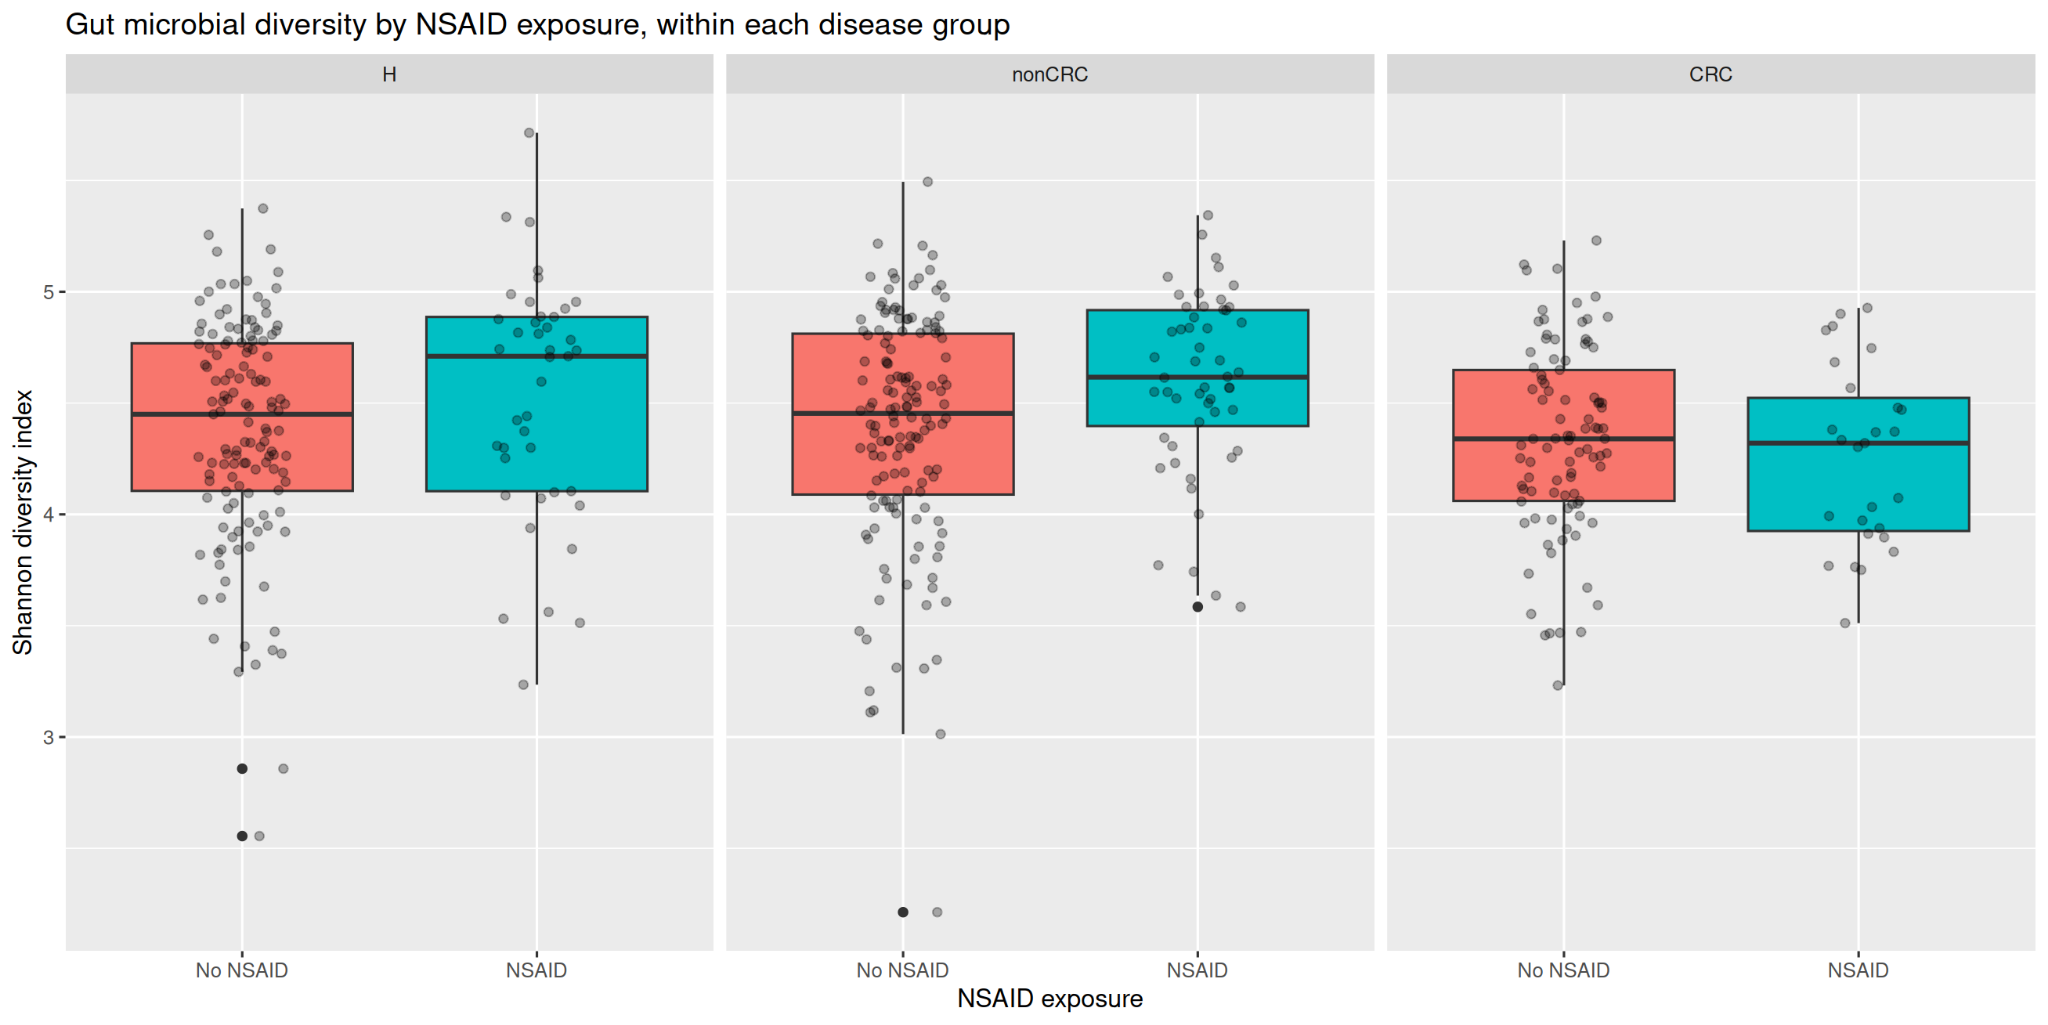 Gut microbial diversity by NSAID exposure, within each disease group
H
nonCRC
CRC
Shannon diversity index
5
4
3
No NSAID
NSAID
No NSAID
NSAID
No NSAID
NSAID
NSAID exposure